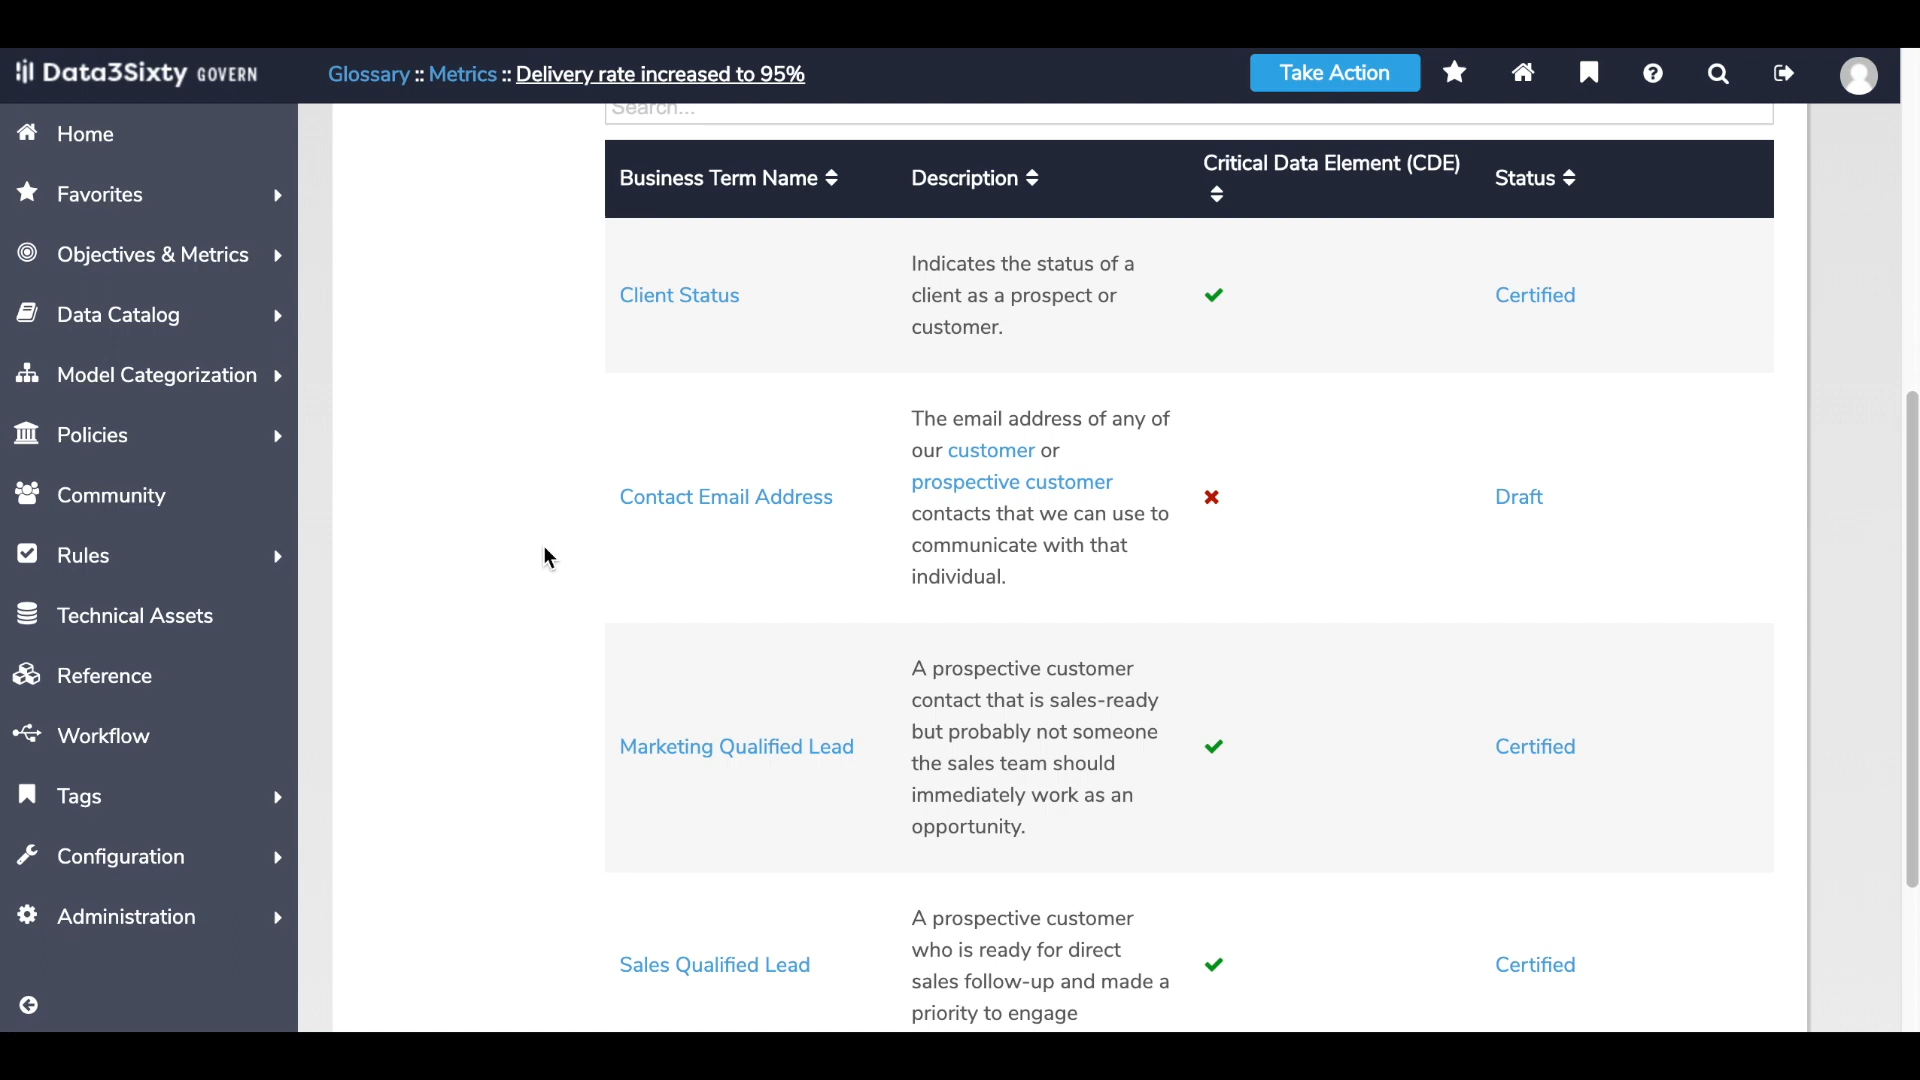 Data3Sixty GOVERN
Glossary :: Metrics :: Delivery rate increased to 95%
Take Action
Home
Favorites
Objectives & Metrics
Data Catalog
Model Categorization
Policies
Community
Rules
Technical Assets
Reference
Workflow
Tags
Configuration
Administration
Search...
Business Term Name
Description
Critical Data Element (CDE)
Status
Client Status
Indicates the status of a
client as a prospect or
customer.
Certified
Contact Email Address
The email address of any of
our customer or
prospective customer
contacts that we can use to
communicate with that
individual.
Draft
Marketing Qualified Lead
A prospective customer
contact that is sales-ready
but probably not someone
the sales team should
immediately work as an
opportunity.
Certified
Sales Qualified Lead
A prospective customer
who is ready for direct
sales follow-up and made a
priority to engage
Certified